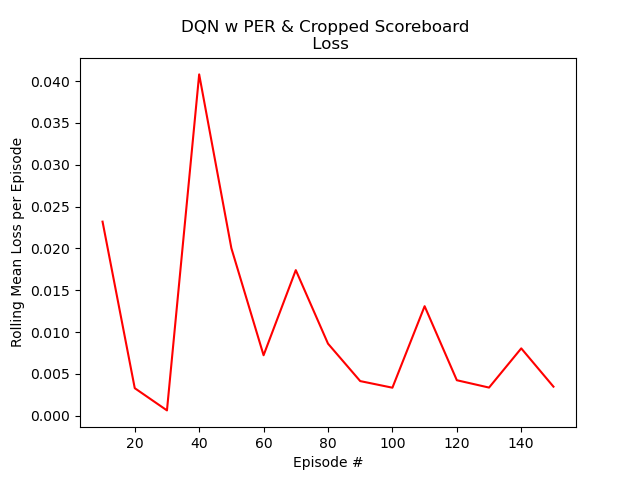 DQN w PER & Cropped Scoreboard
Loss
0.040
0.035
0.030
0.025
0.020
0.015
0.010
0.005
0.000
Rolling Mean Loss per Episode
20 40 60 80 100 120 140
Episode #